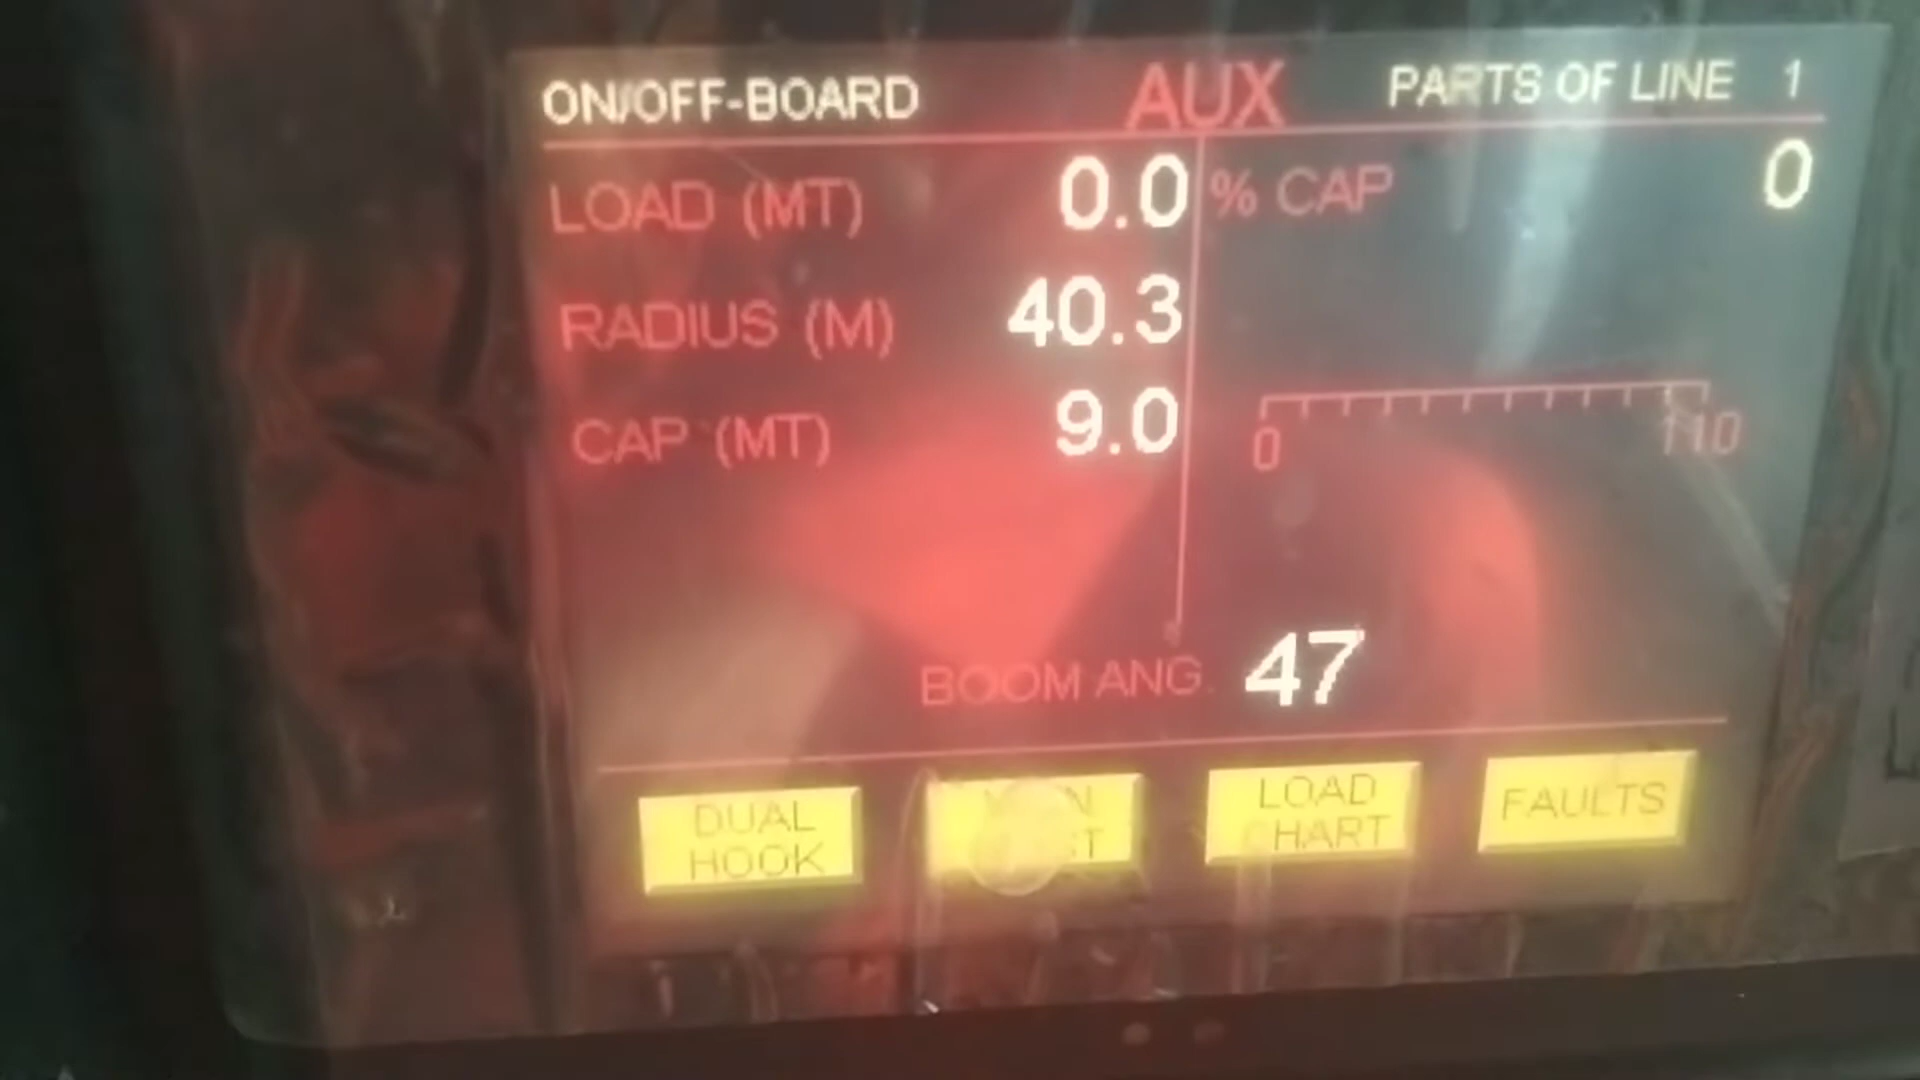 ON/OFF-BOARD AUX PARTS OF LINE 1
LOAD (MT) 0.0 % CAP 0
RADIUS (M) 40.3
CAP (MT) 9.0
0 110
BOOM ANG. 47
DUAL HOOK
LOAD CHART
FAULTS